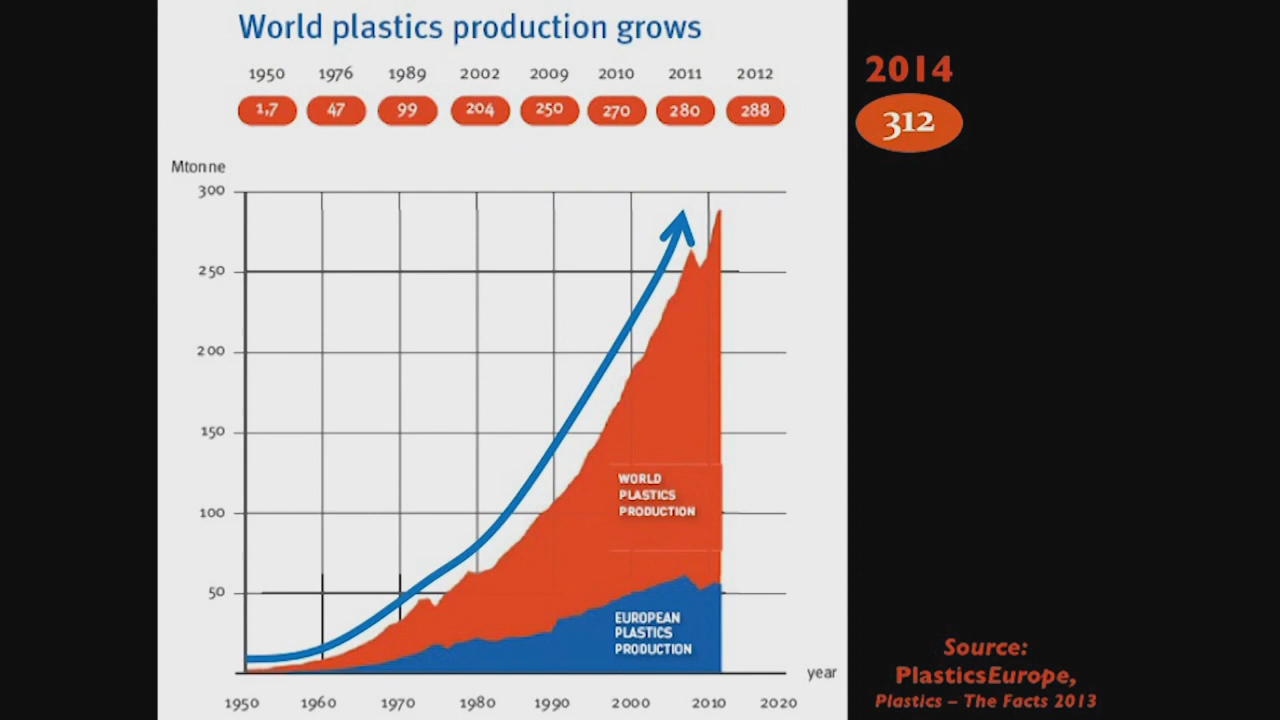 World plastics production grows
1950 1976 1989 2002 2009 2010 2011 2012
1,7 47 99 204 250 270 280 288
2014
312
Mtonne
300
250
200
150
100
50
WORLD
PLASTICS
PRODUCTION
EUROPEAN
PLASTICS
PRODUCTION
year
1950 1960 1970 1980 1990 2000 2010 2020
Source:
PlasticsEurope,
Plastics – The Facts 2013